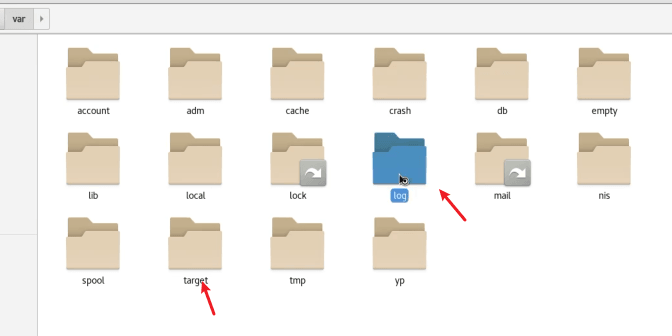 var
account adm cache crash db empty
lib local lock log mail nis
spool target tmp yp